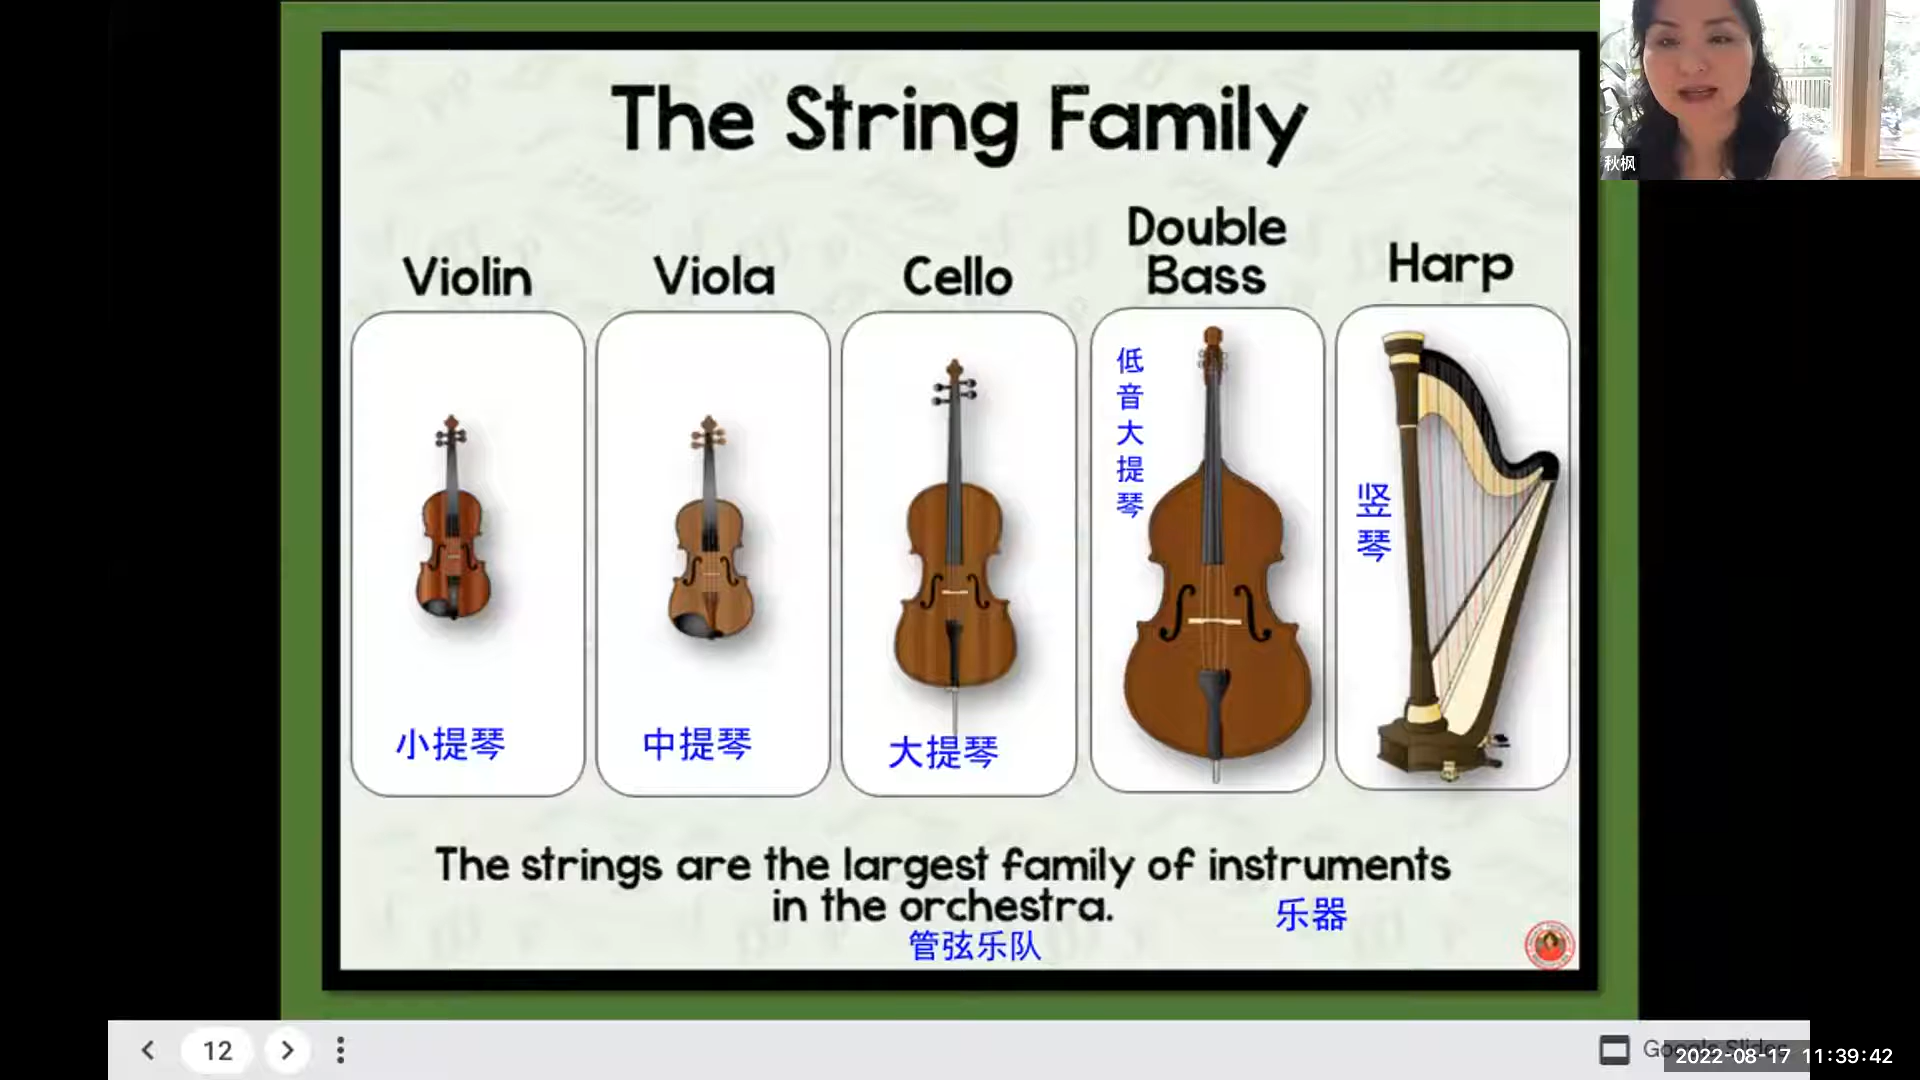 The String Family
Violin
Viola
Cello
Double
Bass
Harp
小提琴
中提琴
大提琴
低音大提琴
竖琴
The strings are the largest family of instruments
in the orchestra.
乐器
管弦乐队
秋枫
12
2022-08-17 11:39:42